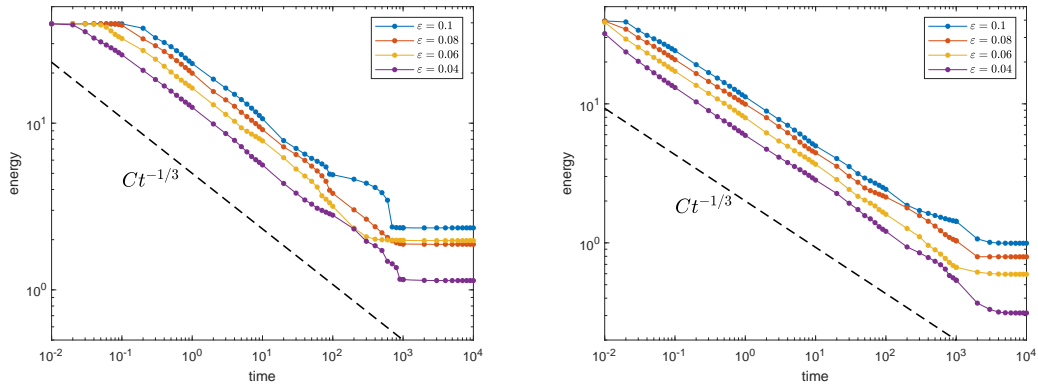 ε = 0.1
ε = 0.08
ε = 0.06
ε = 0.04
10^1
10^0
energy
Ct^{-1/3}
10^{-2} 10^{-1} 10^0 10^1 10^2 10^3 10^4
time
ε = 0.1
ε = 0.08
ε = 0.06
ε = 0.04
10^1
10^0
energy
Ct^{-1/3}
10^{-2} 10^{-1} 10^0 10^1 10^2 10^3 10^4
time